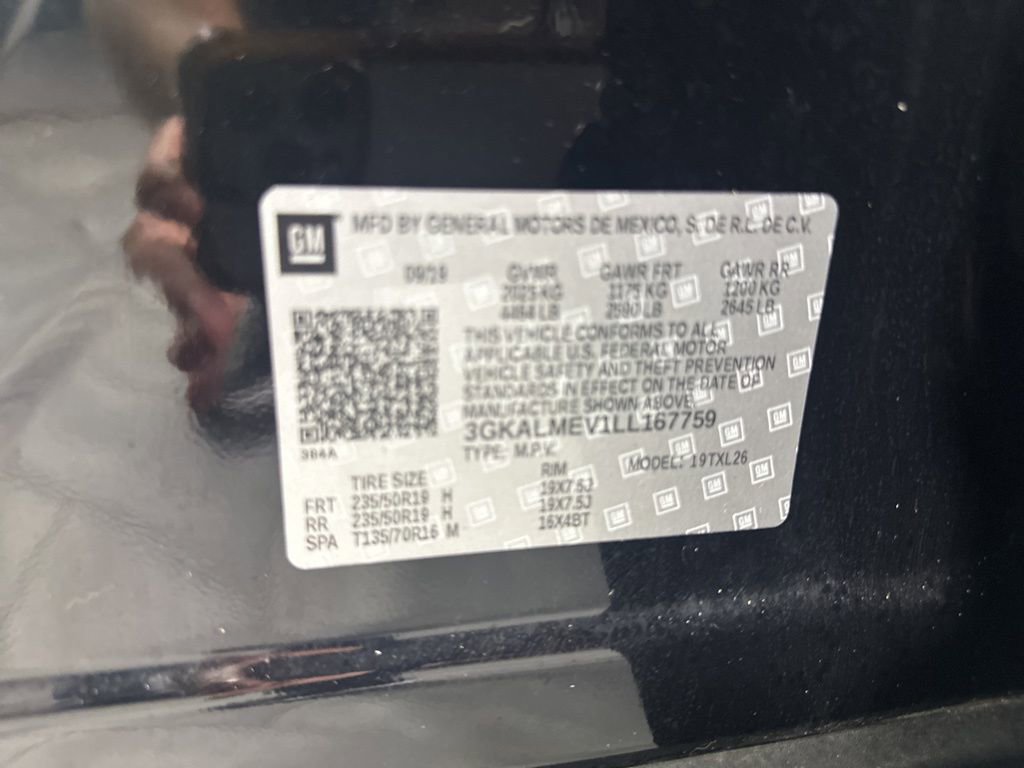 GM MFD BY GENERAL MOTORS DE MEXICO, S. DE R.L. DE C.V.
09/19 GVWR GAWR FRT GAWR RR
KG 1175 KG 1200 KG
LB 2590 LB 2645 LB
THIS VEHICLE CONFORMS TO ALL
APPLICABLE U.S. FEDERAL MOTOR
VEHICLE SAFETY AND THEFT PREVENTION
STANDARDS IN EFFECT ON THE DATE OF
MANUFACTURE SHOWN ABOVE.
3GKALMEV1LL167759
384A TYPE: M.P.V. MODEL: 19TXL26
TIRE SIZE RIM
FRT 235/50R19 H 19X7.5J
RR 235/50R19 H 19X7.5J
SPA T135/70R16 M 16X4BT